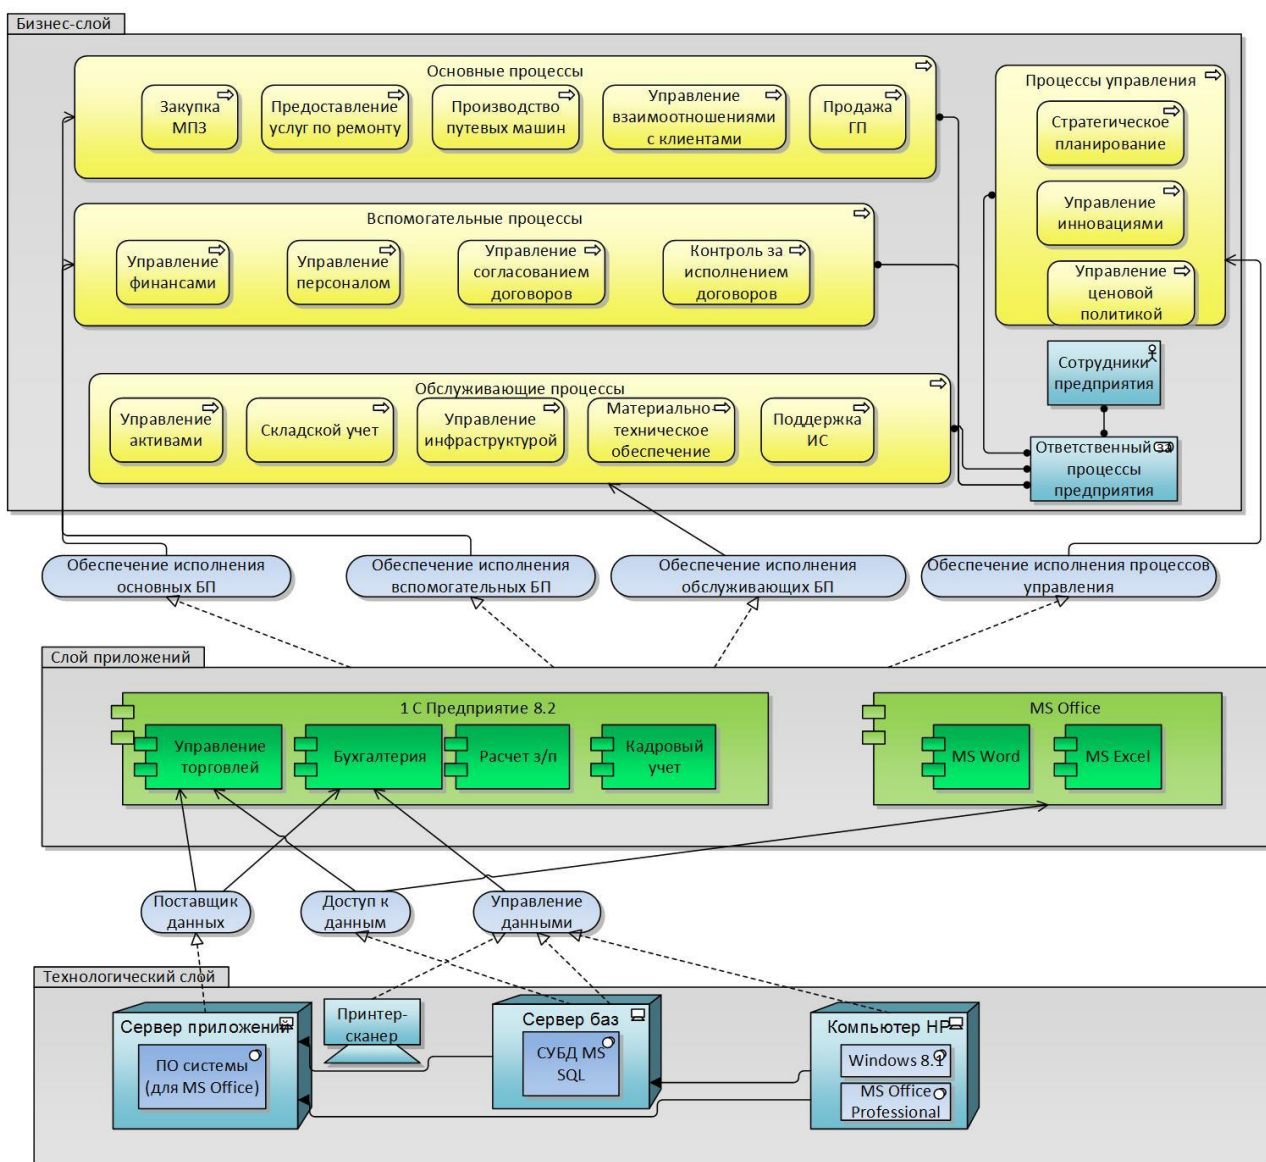 Бизнес-слой
Основные процессы
Закупка
МПЗ
Предоставление
услуг по ремонту
Производство
путевых машин
Управление
взаимоотношениями
с клиентами
Продажа
ГП
Процессы управления
Стратегическое
планирование
Управление
инновациями
Управление
ценовой
политикой
Вспомогательные процессы
Управление
финансами
Управление
персоналом
Управление
согласованием
договоров
Контроль за
исполнением
договоров
Сотрудники
предприятия
Обслуживающие процессы
Управление
активами
Складской учет
Управление
инфраструктурой
Материально-
техническое
обеспечение
Поддержка
ИС
Ответственный за
процессы
предприятия
Обеспечение исполнения
основных БП
Обеспечение исполнения
вспомогательных БП
Обеспечение исполнения
обслуживающих БП
Обеспечение исполнения процессов
управления
Слой приложений
1 С Предприятие 8.2
Управление
торговлей
Бухгалтерия
Расчет з/п
Кадровый
учет
MS Office
MS Word
MS Excel
Поставщик
данных
Доступ к
данным
Управление
данными
Технологический слой
Сервер приложений
ПО системы
(для MS Office)
Принтер-
сканер
Сервер баз
СУБД MS
SQL
Компьютер HP
Windows 8.1
MS Office
Professional